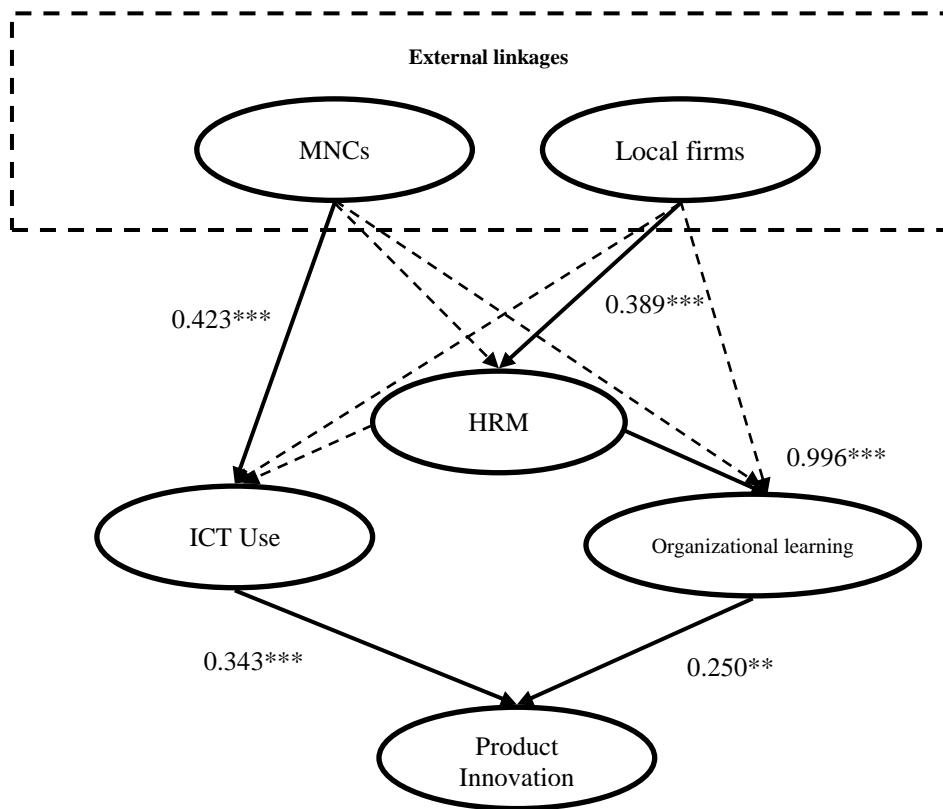 External linkages
MNCs
Local firms
0.423***
0.389***
HRM
0.996***
ICT Use
Organizational learning
0.343***
0.250**
Product
Innovation